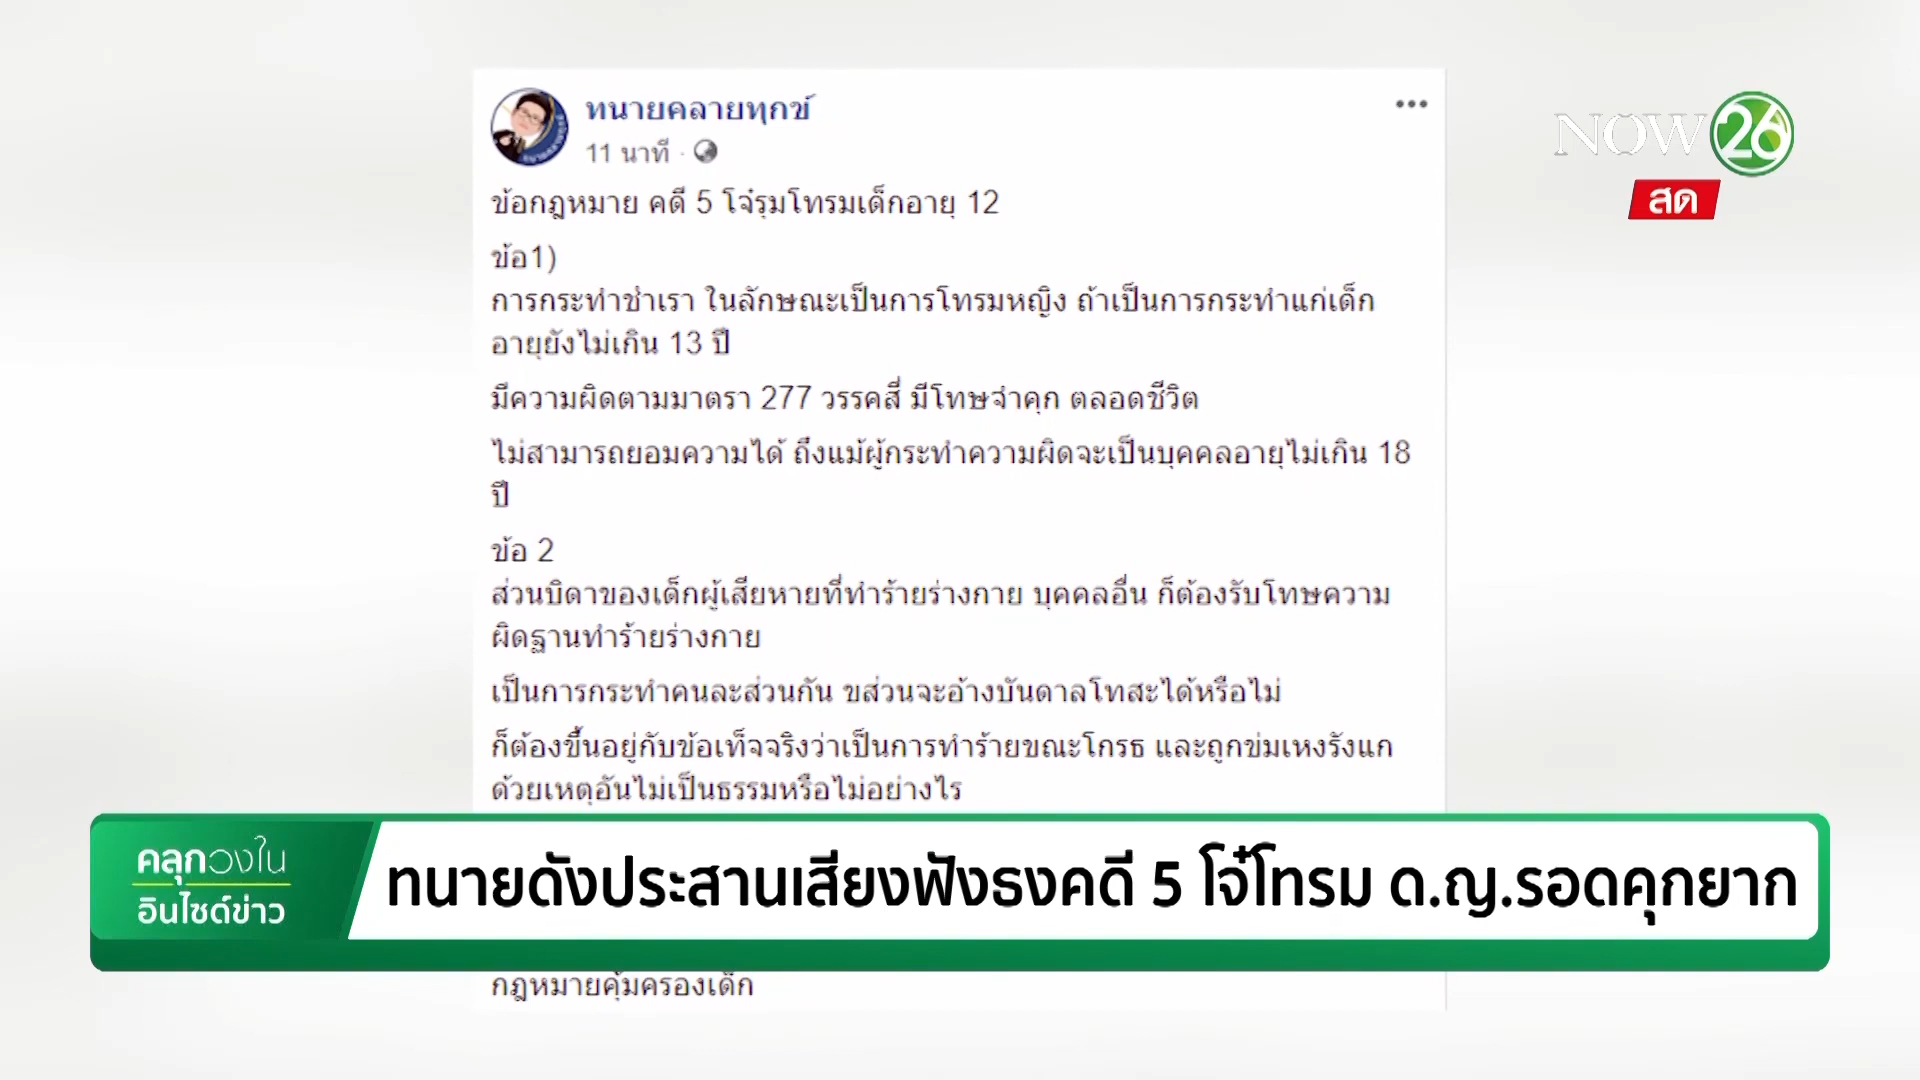 ทนายคลายทุกข์
11 นาที ·
NOW 26
สด
ข้อกฎหมาย คดี 5 โจ๋รุมโทรมเด็กอายุ 12
ข้อ1)
การกระทำชำเรา ในลักษณะเป็นการโทรมหญิง ถ้าเป็นการกระทำแก่เด็ก
อายุยังไม่เกิน 13 ปี
มีความผิดตามมาตรา 277 วรรคสี่ มีโทษจำคุก ตลอดชีวิต
ไม่สามารถยอมความได้ ถึงแม้ผู้กระทำความผิดจะเป็นบุคคลอายุไม่เกิน 18
ปี
ข้อ 2
ส่วนบิดาของเด็กผู้เสียหายที่ทำร้ายร่างกาย บุคคลอื่น ก็ต้องรับโทษความ
ผิดฐานทำร้ายร่างกาย
เป็นการกระทำคนละส่วนกัน ขส่วนจะอ้างบันดาลโทสะได้หรือไม่
ก็ต้องขึ้นอยู่กับข้อเท็จจริงว่าเป็นการทำร้ายขณะโกรธ และถูกข่มเหงรังแก
ด้วยเหตุอันไม่เป็นธรรมหรือไม่อย่างไร
คลุกวงใน
อินไซด์ข่าว
ทนายดังประสานเสียงฟังธงคดี 5 โจ๋โทรม ด.ญ.รอดคุกยาก
กฎหมายคุ้มครองเด็ก